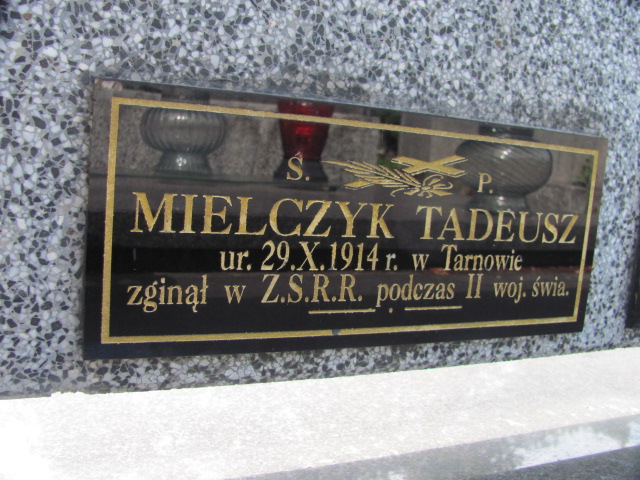 Ś. P.
MIELCZYK TADEUSZ
ur. 29.X.1914 r. w Tarnowie
zginął w Z.S.R.R. podczas II woj. świa.